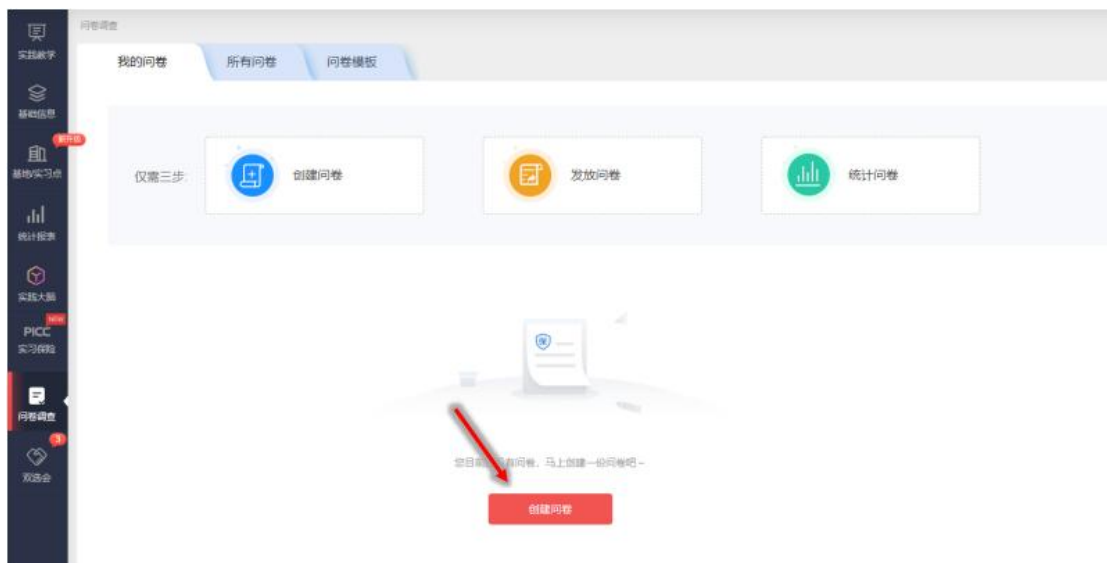 问卷调查
我的问卷
所有问卷
问卷模板
实践教学
基础信息
新升级
基地/实习点
统计报表
实践大脑
NEW
PICC
实习保险
问卷调查
3
双选会
仅需三步:
创建问卷
发放问卷
统计问卷
保
您目前没有问卷，马上创建一份问卷吧~
创建问卷